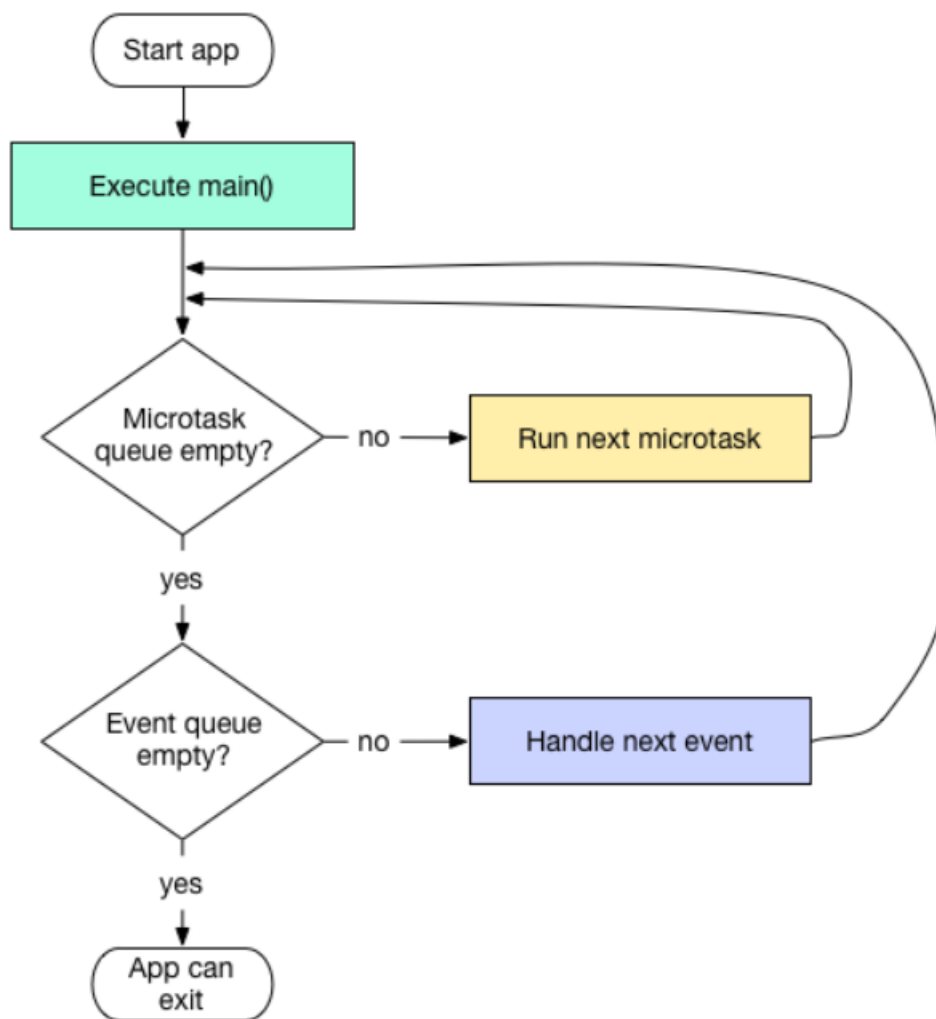 Start app
Execute main()
Microtask
queue empty?
no
Run next microtask
yes
Event queue
empty?
no
Handle next event
yes
App can
exit